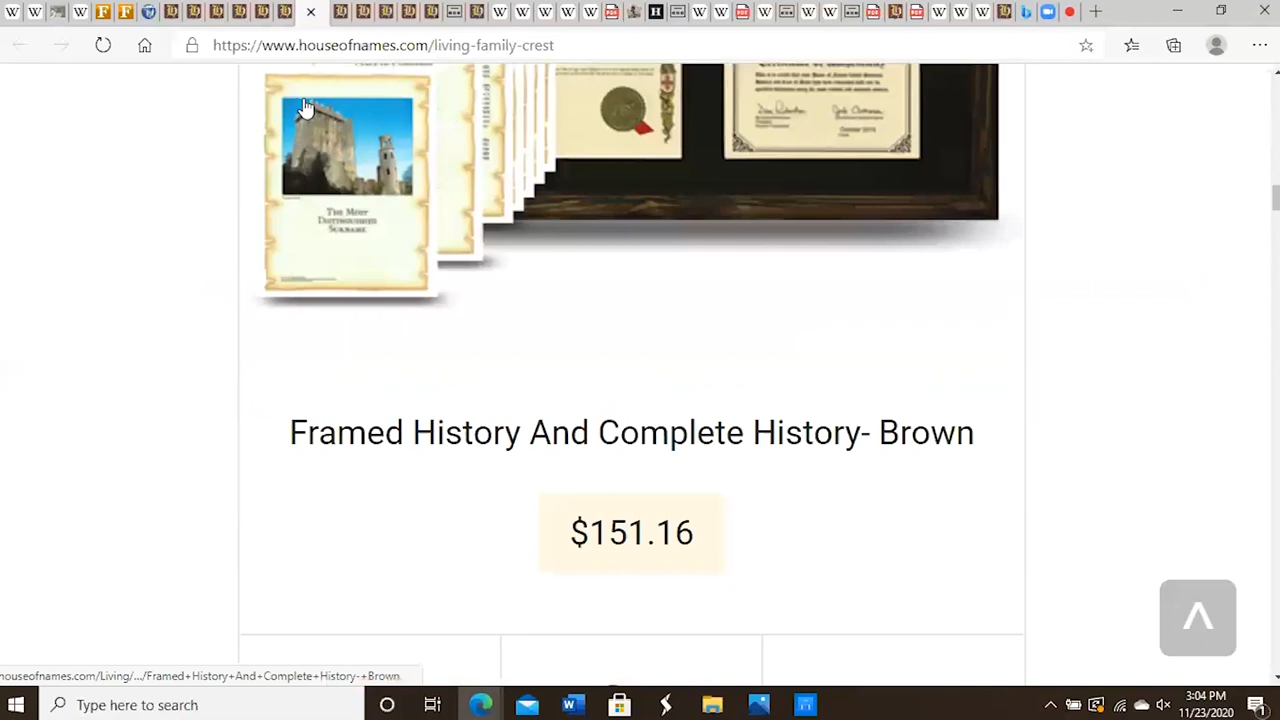 https://www.houseofnames.com/living-family-crest
The Most
Distinguished
Surname
October 2015
Framed History And Complete History- Brown
$151.16
houseofnames.com/Living/.../Framed+History+And+Complete+History-+Brown
Type here to search
3:04 PM
11/23/2020